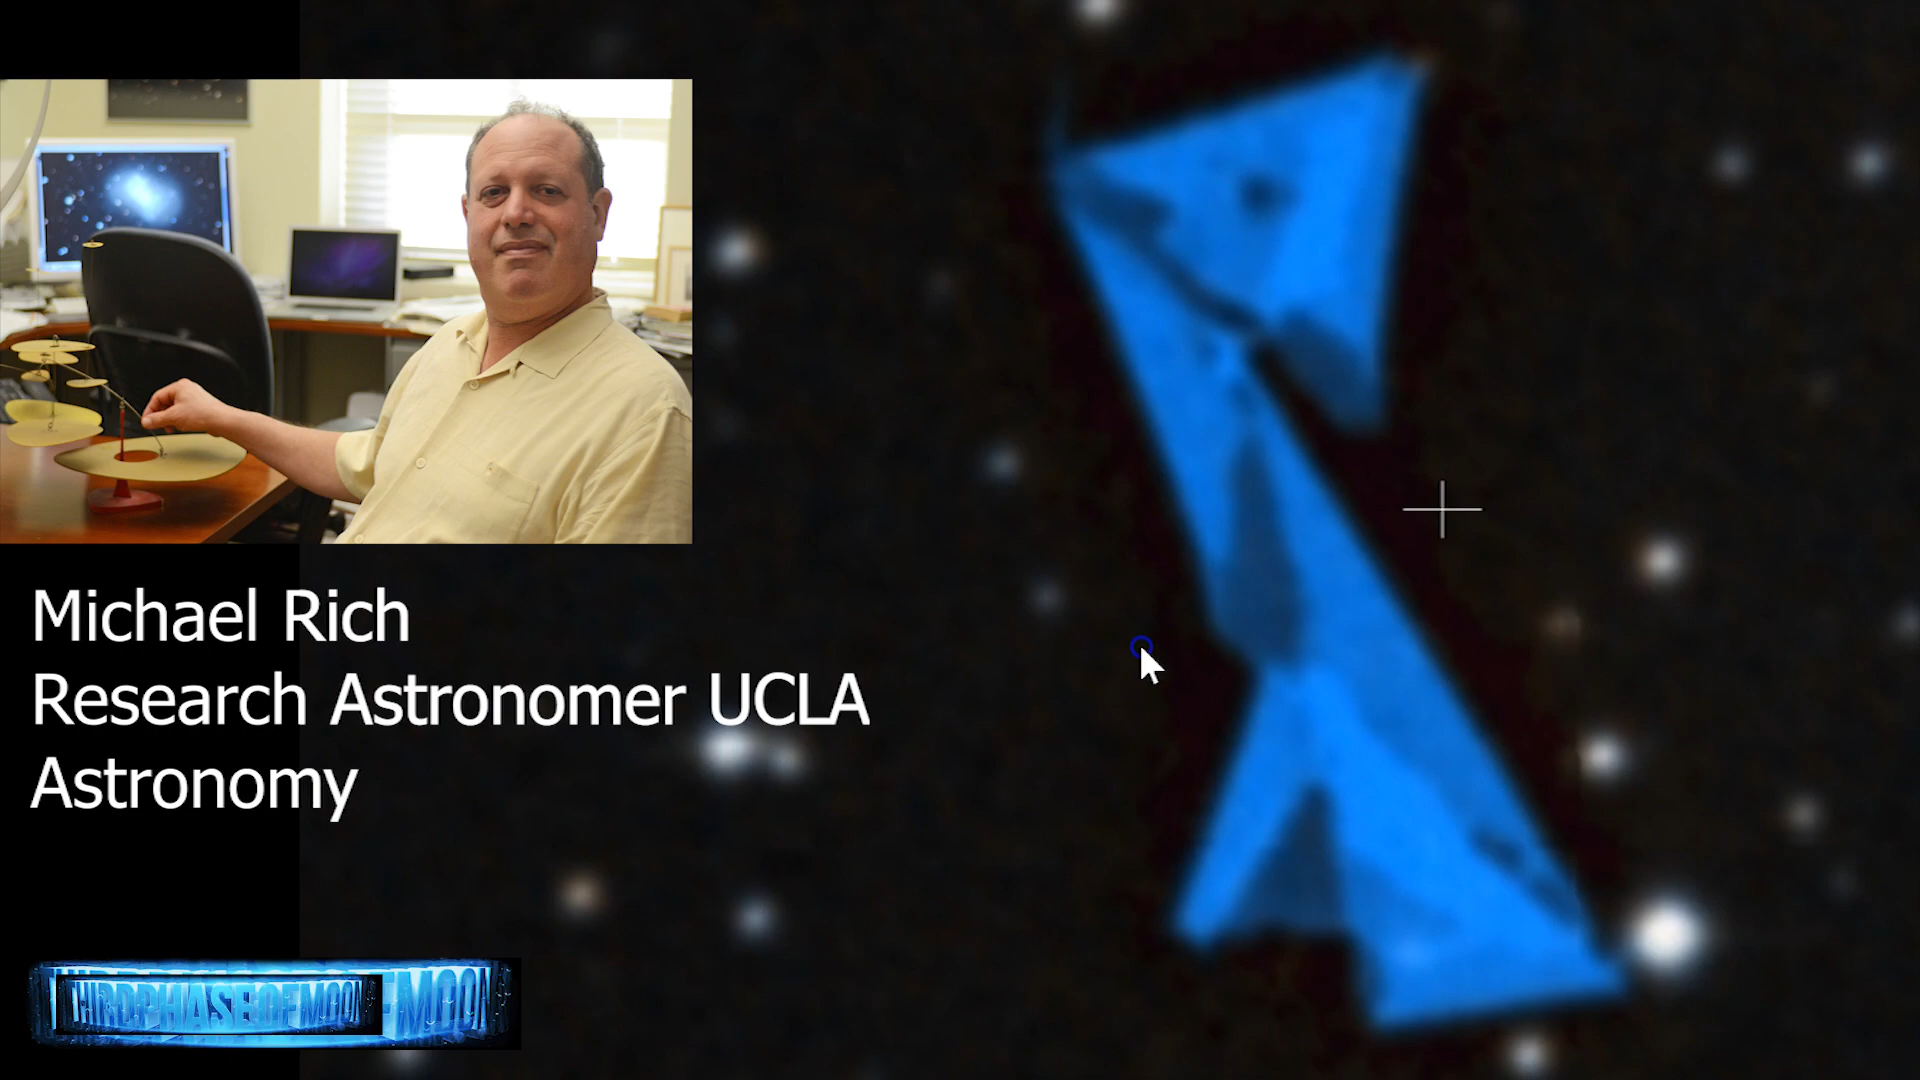 Michael Rich
Research Astronomer UCLA
Astronomy
THIRDPHASEOFMOON